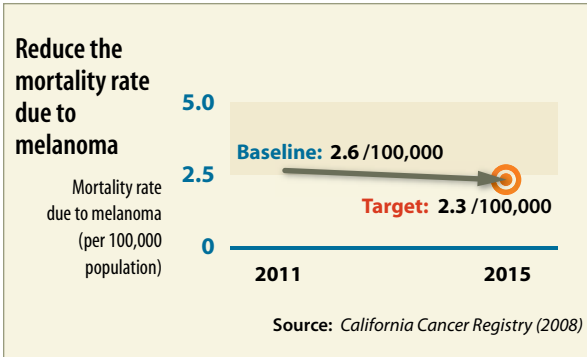 Reduce the
mortality rate
due to
melanoma
Mortality rate
due to melanoma
(per 100,000
population)
5.0
2.5
0
Baseline: 2.6 /100,000
Target: 2.3 /100,000
2011
2015
Source: California Cancer Registry (2008)